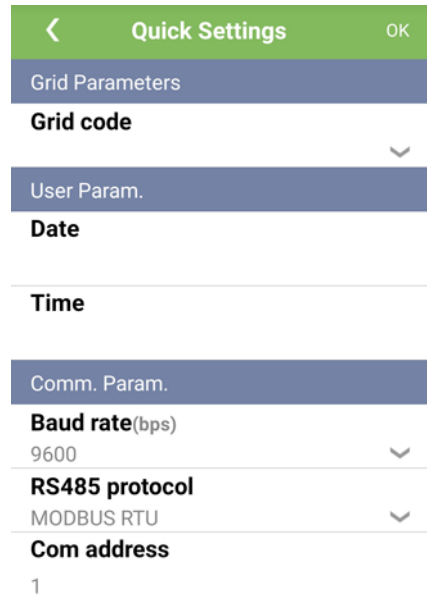 Quick Settings OK
Grid Parameters
Grid code
User Param.
Date
Time
Comm. Param.
Baud rate(bps)
9600
RS485 protocol
MODBUS RTU
Com address
1